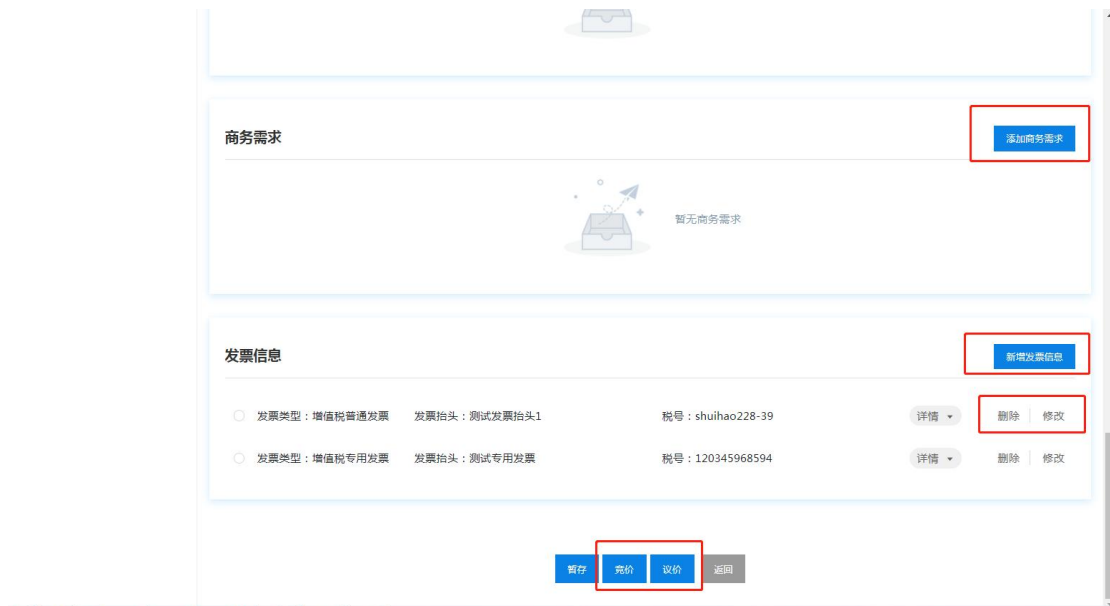 商务需求
添加商务需求
暂无商务需求
发票信息
新增发票信息
发票类型：增值税普通发票 发票抬头：测试发票抬头1 税号：shuihao228-39 详情 删除 修改
发票类型：增值税专用发票 发票抬头：测试专用发票 税号：120345968594 详情 删除 修改
暂存 竞价 议价 返回